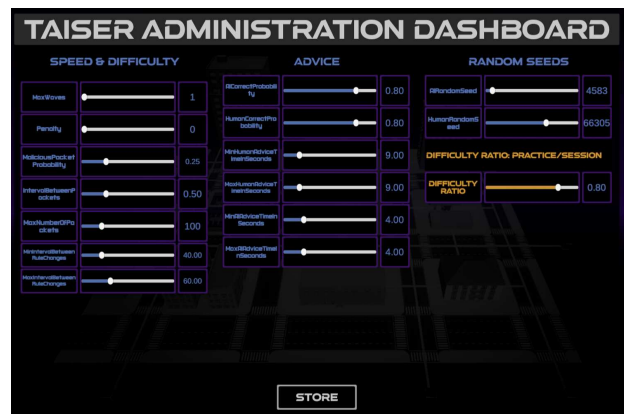 TAISER ADMINISTRATION DASHBOARD
SPEED & DIFFICULTY
MaxWaves
1
Penalty
0
MaliciousPacket
Probability
0.25
IntervalBetweenP
ackets
0.50
MaxNumberOfPa
ckets
100
MinIntervalBetween
RuleChanges
40.00
MaxIntervalBetween
RuleChanges
60.00
ADVICE
AICorrectProbabili
ty
0.80
HumanCorrectPro
bability
0.80
MinHumanAdviceT
imeInSeconds
9.00
MaxHumanAdviceT
imeInSeconds
9.00
MinAIAdviceTimeIn
Seconds
4.00
MaxAIAdviceTimeI
nSeconds
4.00
RANDOM SEEDS
AIRandomSeed
4583
HumanRandomS
eed
66305
DIFFICULTY RATIO: PRACTICE/SESSION
DIFFICULTY
RATIO
0.80
STORE